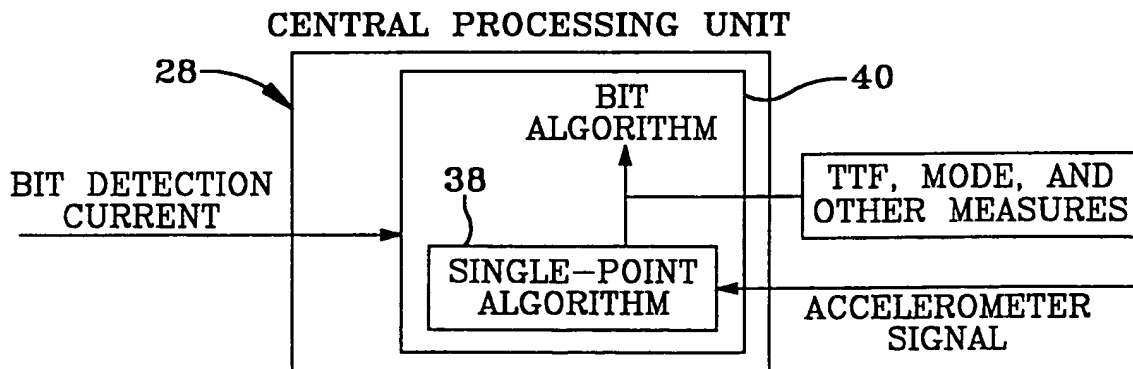 CENTRAL PROCESSING UNIT
28
40
BIT
ALGORITHM
BIT DETECTION
CURRENT
38
TTF, MODE, AND
OTHER MEASURES
SINGLE-POINT
ALGORITHM
ACCELEROMETER
SIGNAL